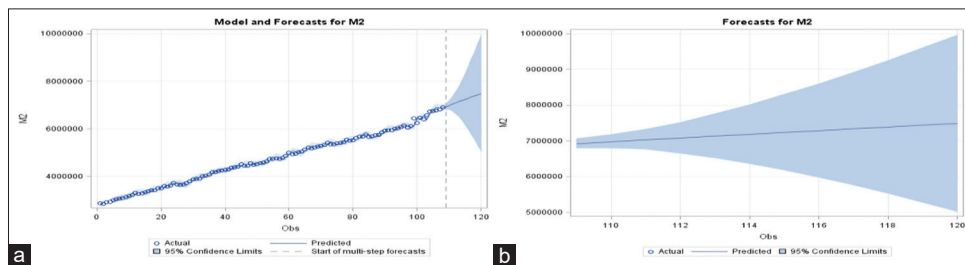 Model and Forecasts for M2
10000000
8000000
6000000
4000000
M2
0 20 40 60 80 100 120
Obs
Actual Predicted
95% Confidence Limits Start of multi-step forecasts
a
Forecasts for M2
10000000
9000000
8000000
7000000
6000000
5000000
M2
110 112 114 116 118 120
Obs
Actual Predicted 95% Confidence Limits
b